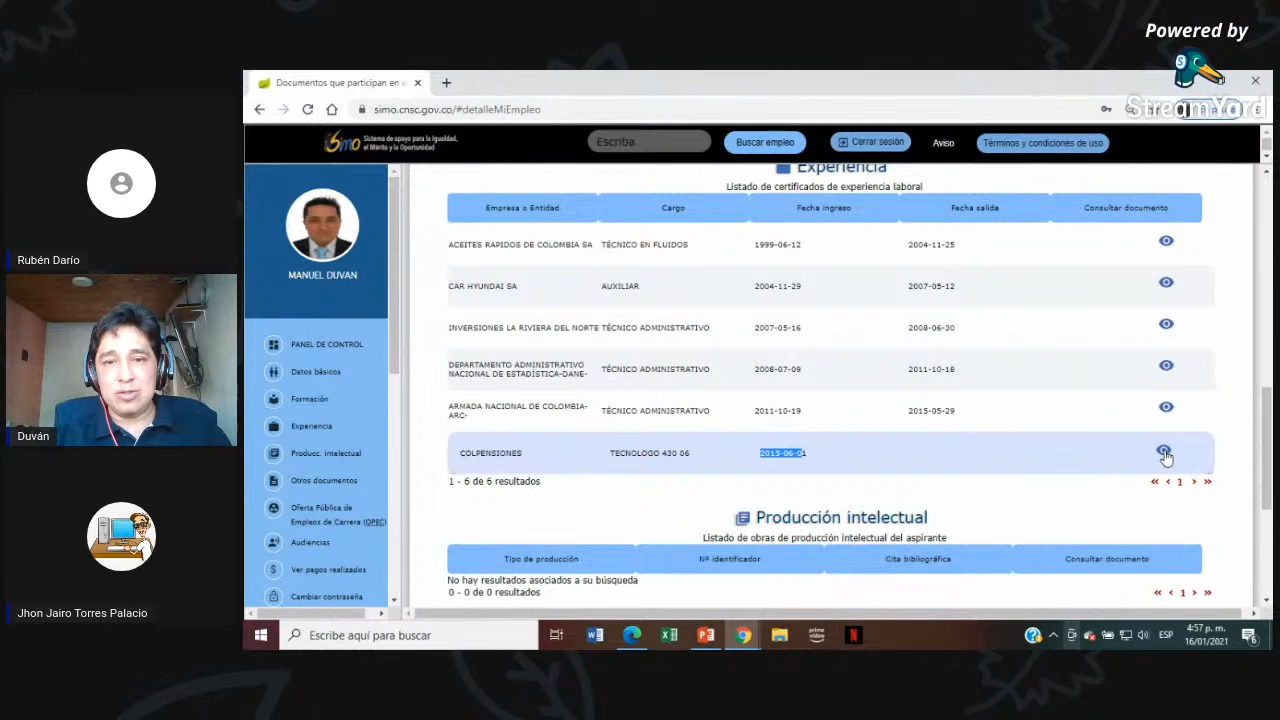 Powered by
StreamYard
Documentos que participan en e
simo.cnsc.gov.co/#detalleMiEmpleo
Simo Sistema de apoyo para la Igualdad,
el Mérito y la Oportunidad
Escriba
Buscar empleo
Cerrar sesión
Aviso
Términos y condiciones de uso
MANUEL DUVAN
PANEL DE CONTROL
Datos básicos
Formación
Experiencia
Producc. intelectual
Otros documentos
Oferta Pública de
Empleos de Carrera (OPEC)
Audiencias
Ver pagos realizados
Cambiar contraseña
Experiencia
Listado de certificados de experiencia laboral
Empresa o Entidad Cargo Fecha ingreso Fecha salida Consultar documento
ACEITES RAPIDOS DE COLOMBIA SA TÉCNICO EN FLUIDOS 1999-06-12 2004-11-25
CAR HYUNDAI SA AUXILIAR 2004-11-29 2007-05-12
INVERSIONES LA RIVIERA DEL NORTE TÉCNICO ADMINISTRATIVO 2007-05-16 2008-06-30
DEPARTAMENTO ADMINISTRATIVO
NACIONAL DE ESTADÍSTICA-DANE- TÉCNICO ADMINISTRATIVO 2008-07-09 2011-10-18
ARMADA NACIONAL DE COLOMBIA-
ARC- TÉCNICO ADMINISTRATIVO 2011-10-19 2015-05-29
COLPENSIONES TECNOLOGO 430 06 2015-06-01
1 - 6 de 6 resultados
« ‹ 1 › »
Producción intelectual
Listado de obras de producción intelectual del aspirante
Tipo de producción Nº identificador Cita bibliográfica Consultar documento
No hay resultados asociados a su búsqueda
0 - 0 de 0 resultados
« ‹ 1 › »
Escribe aquí para buscar
prime
video
N
ESP
4:57 p. m.
16/01/2021
6
Rubén Darío
Duván
Jhon Jairo Torres Palacio